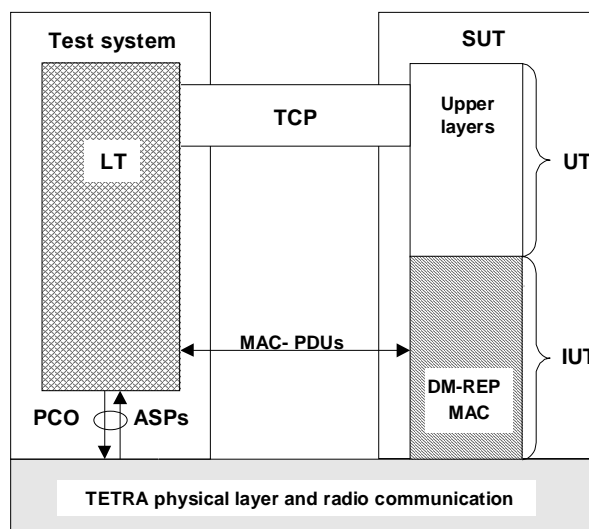 Test system
SUT
TCP
Upper
layers
LT
UT
MAC- PDUs
IUT
DM-REP
MAC
PCO
ASPs
TETRA physical layer and radio communication